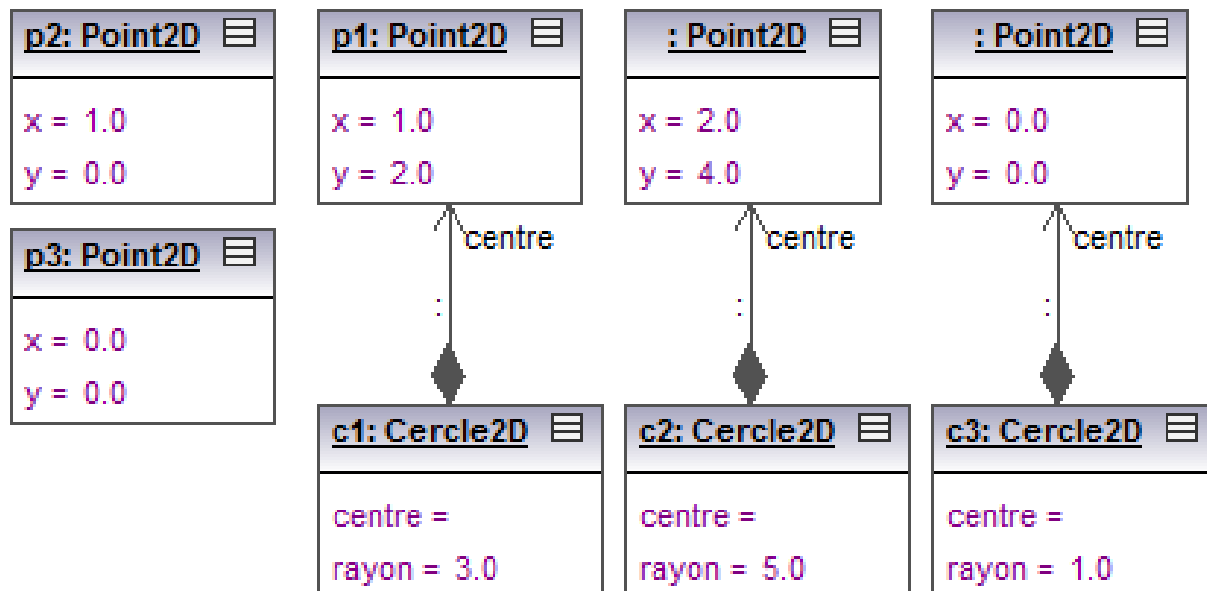 p2: Point2D
x = 1.0
y = 0.0
p1: Point2D
x = 1.0
y = 2.0
: Point2D
x = 2.0
y = 4.0
: Point2D
x = 0.0
y = 0.0
p3: Point2D
x = 0.0
y = 0.0
centre
:
centre
:
centre
:
c1: Cercle2D
centre =
rayon = 3.0
c2: Cercle2D
centre =
rayon = 5.0
c3: Cercle2D
centre =
rayon = 1.0